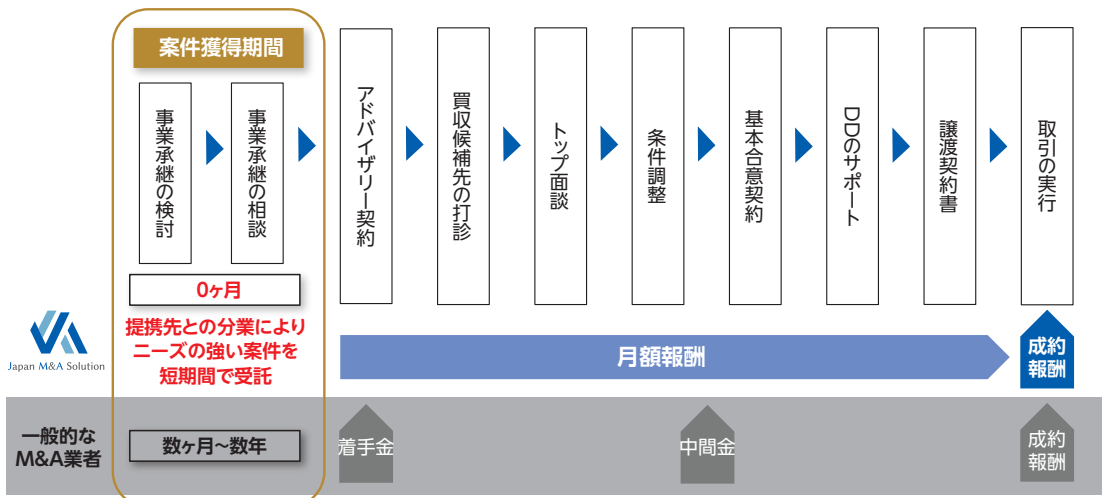 案件獲得期間
事業承継の検討
事業承継の相談
アドバイザリー契約
買収候補先の打診
トップ面談
条件調整
基本合意契約
DDのサポート
譲渡契約書
取引の実行
0ヶ月
提携先との分業により
ニーズの強い案件を
短期間で受託
Japan M&A Solution
月額報酬
成約
報酬
一般的な
M&A業者
数ヶ月～数年
着手金
中間金
成約
報酬